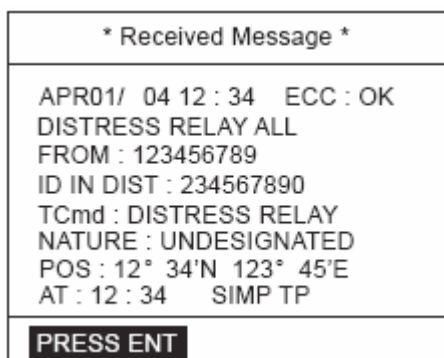 * Received Message *
APR01/ 04 12 : 34 ECC : OK
DISTRESS RELAY ALL
FROM : 123456789
ID IN DIST : 234567890
TCmd : DISTRESS RELAY
NATURE : UNDESIGNATED
POS : 12° 34'N 123° 45'E
AT : 12 : 34 SIMP TP
PRESS ENT